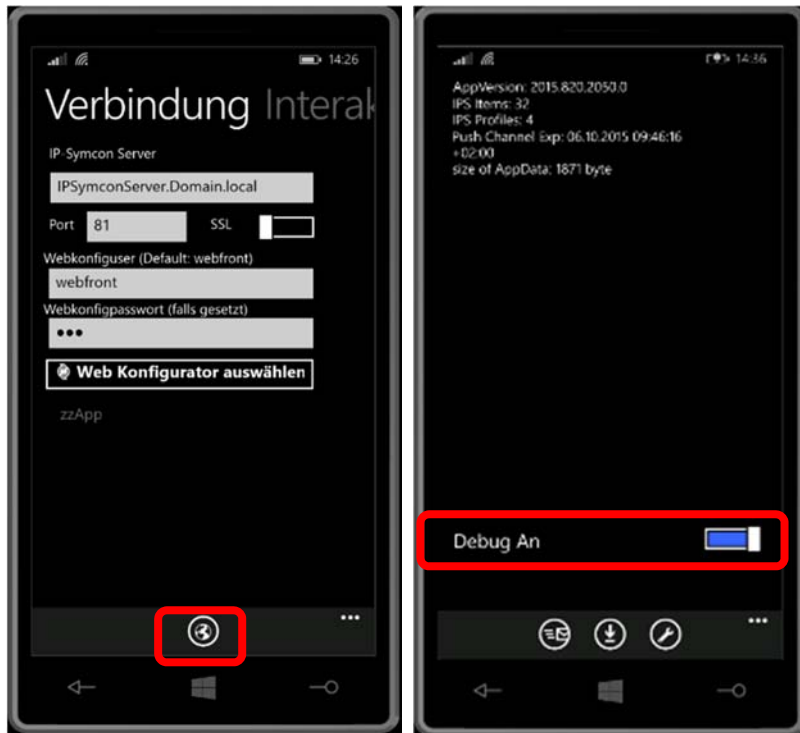 14:26
Verbindung Interak
IP-Symcon Server
IPSymconServer.Domain.local
Port 81 SSL
Webkonfiguser (Default: webfront)
webfront
Webkonfigpasswort (falls gesetzt)
•••
Web Konfigurator auswählen
zzApp
14:36
AppVersion: 2015.820.2050.0
IPS Items: 32
IPS Profiles: 4
Push Channel Exp: 06.10.2015 09:46:16
+02:00
size of AppData: 1871 byte
Debug An